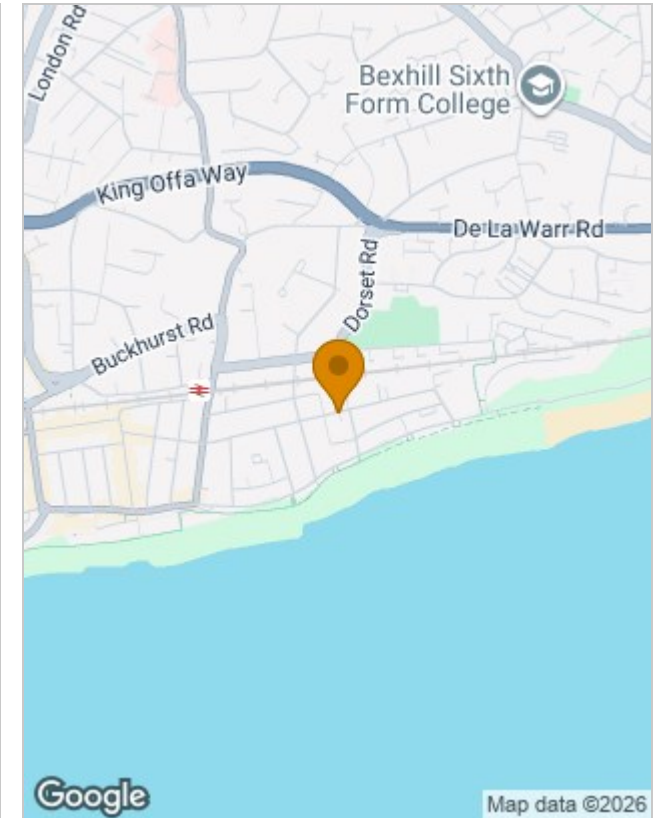 London Rd
Bexhill Sixth
Form College
King Offa Way
De La Warr Rd
Dorset Rd
Buckhurst Rd
Google
Map data ©2026